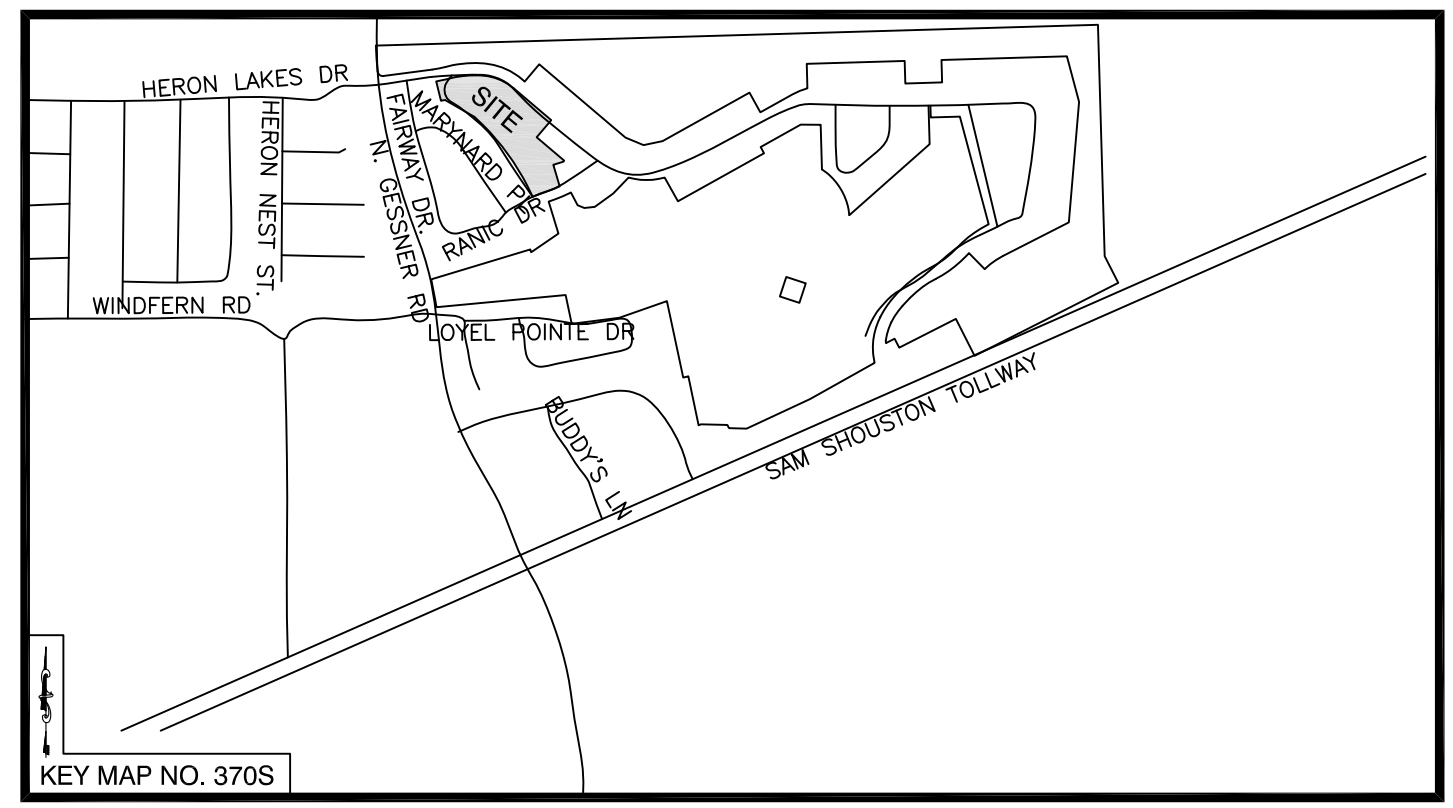 HERON LAKES DR
SITE
FAIRWAY DR.
MARYNARD PL
HERON NEST ST.
N. GESSNER RD
RANIC DR
WINDFERN RD
LOYEL POINTE DR
BUDDY'S LN
SAM SHOUSTON TOLLWAY
KEY MAP NO. 370S